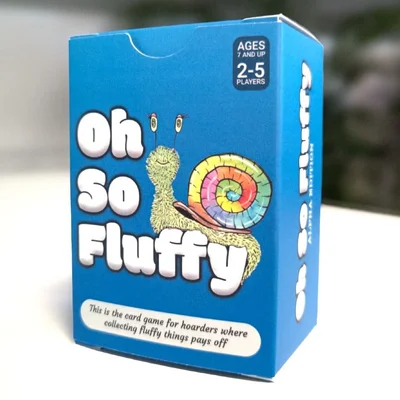 AGES
7 AND UP
2-5
PLAYERS
Oh
So
Fluffy
This is the card game for hoarders where
collecting fluffy things pays off
Oh So Fluffy
ALPHA EDITION